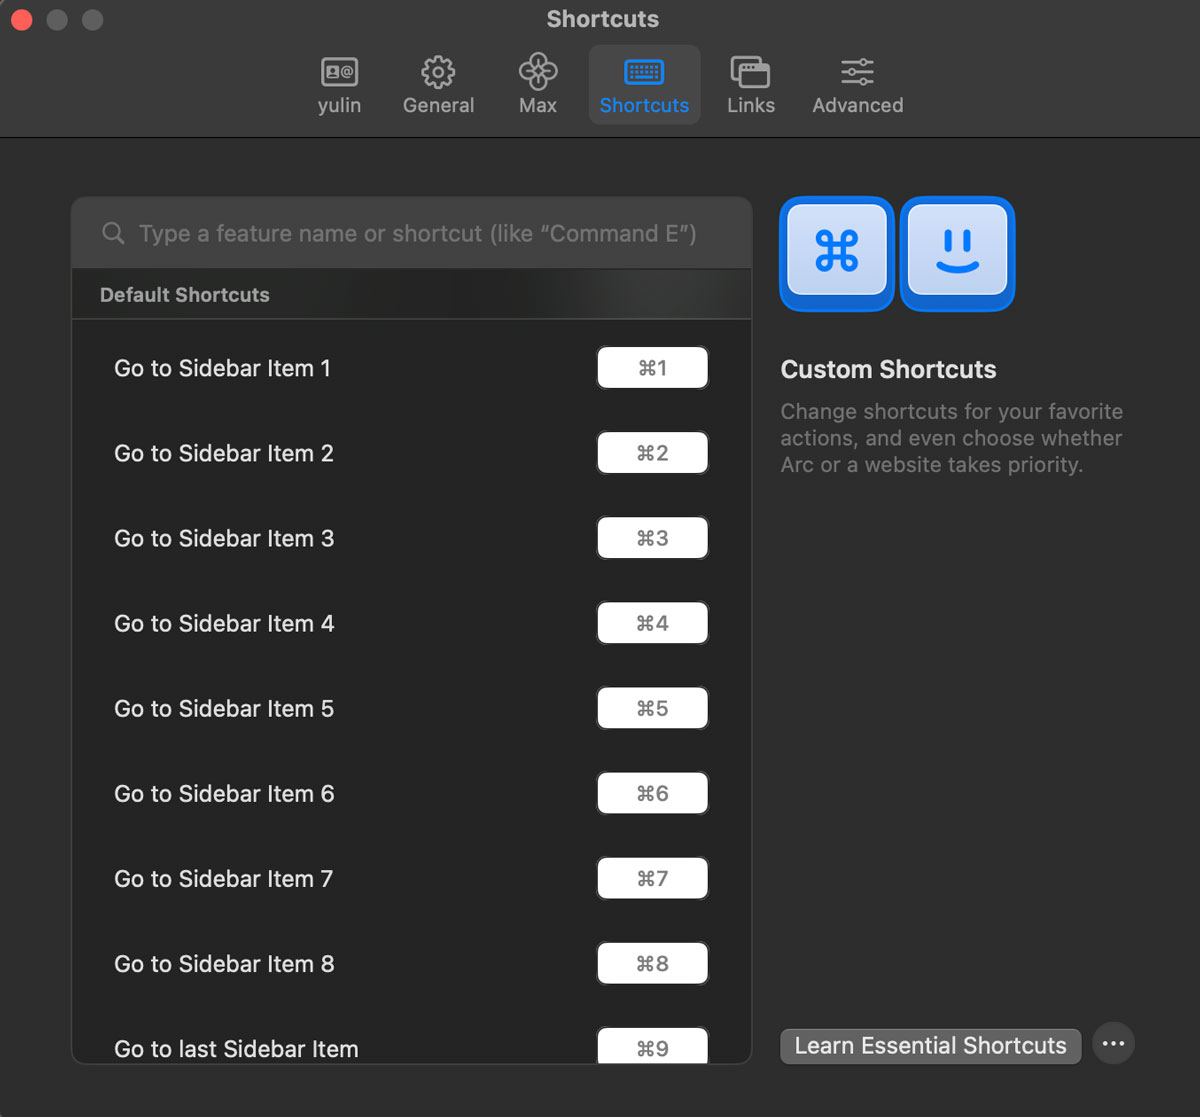 Shortcuts
yulin
General
Max
Shortcuts
Links
Advanced
Type a feature name or shortcut (like “Command E”)
Default Shortcuts
Go to Sidebar Item 1 ⌘1
Go to Sidebar Item 2 ⌘2
Go to Sidebar Item 3 ⌘3
Go to Sidebar Item 4 ⌘4
Go to Sidebar Item 5 ⌘5
Go to Sidebar Item 6 ⌘6
Go to Sidebar Item 7 ⌘7
Go to Sidebar Item 8 ⌘8
Go to last Sidebar Item ⌘9
⌘
Custom Shortcuts
Change shortcuts for your favorite
actions, and even choose whether
Arc or a website takes priority.
Learn Essential Shortcuts